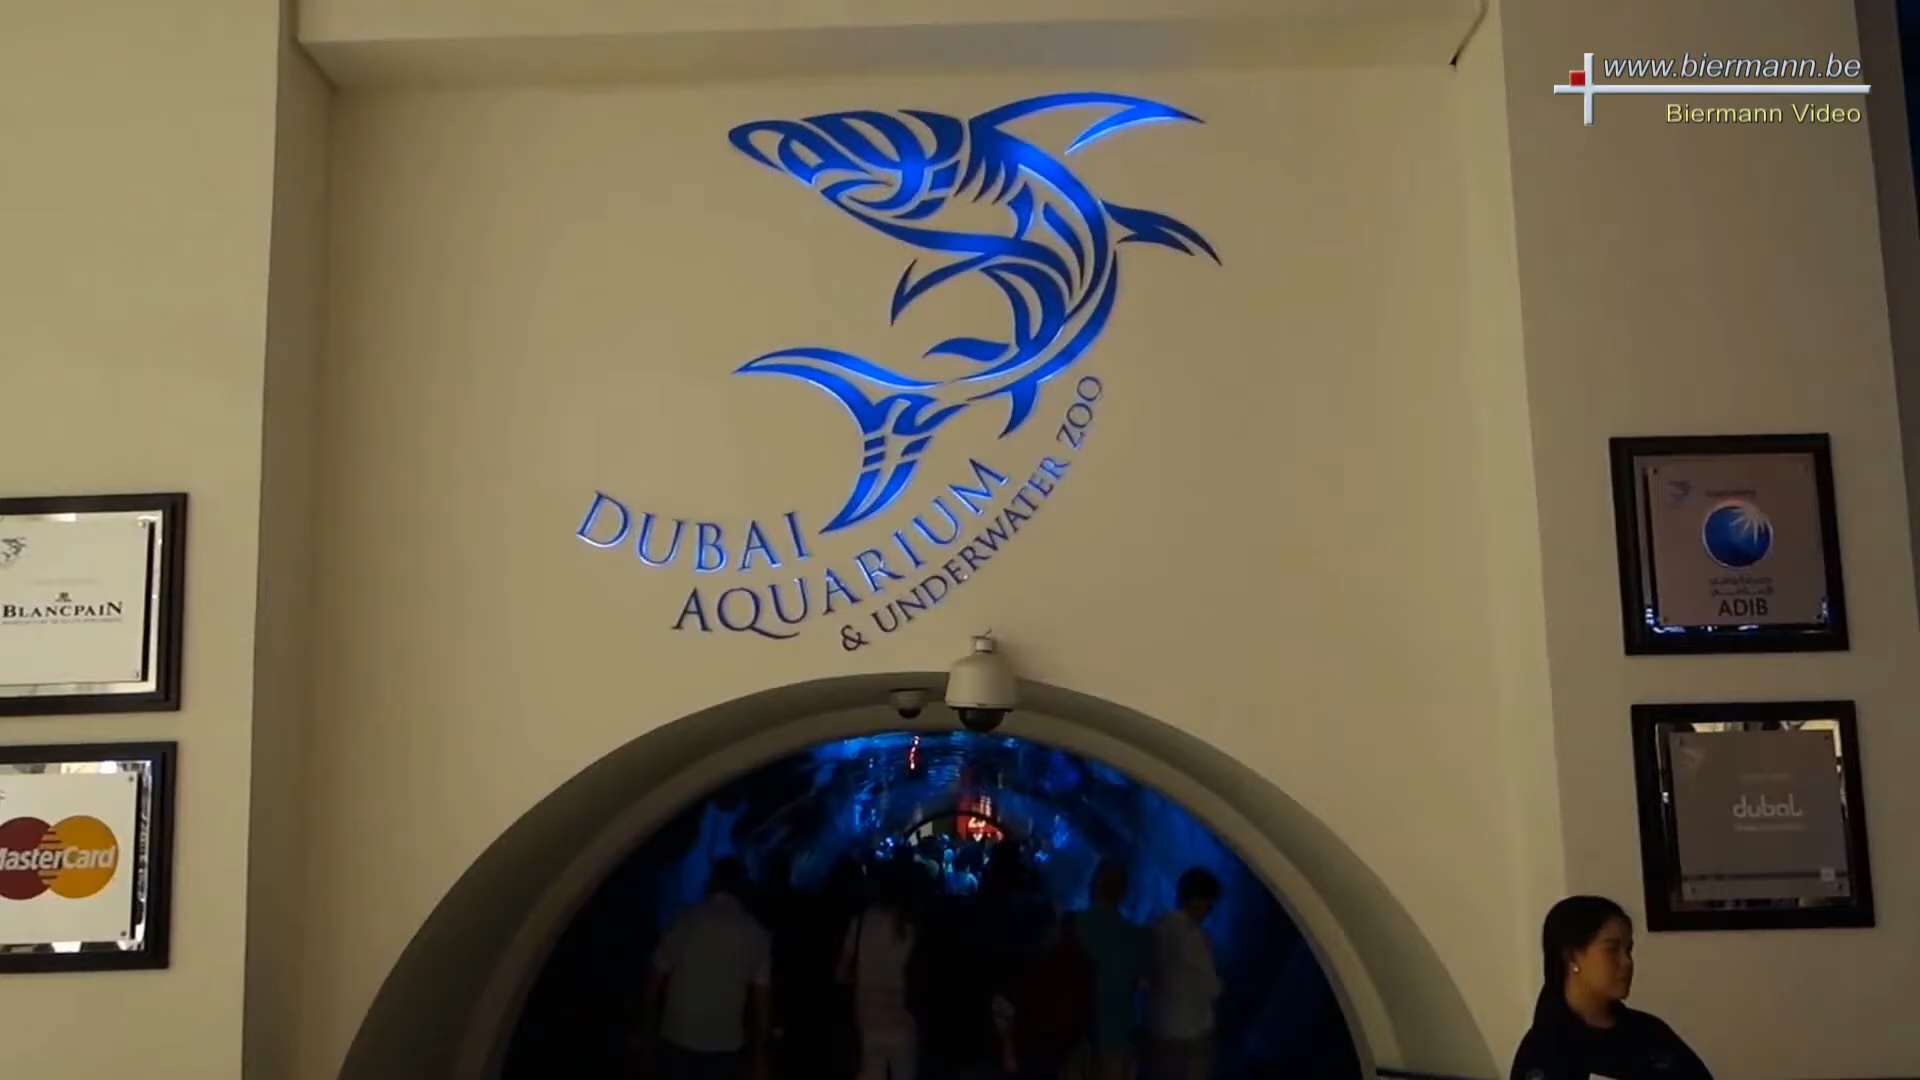 www.biermann.be
Biermann Video
DUBAI
AQUARIUM
& UNDERWATER ZOO
BLANCPAIN
MasterCard
ADIB
dubai